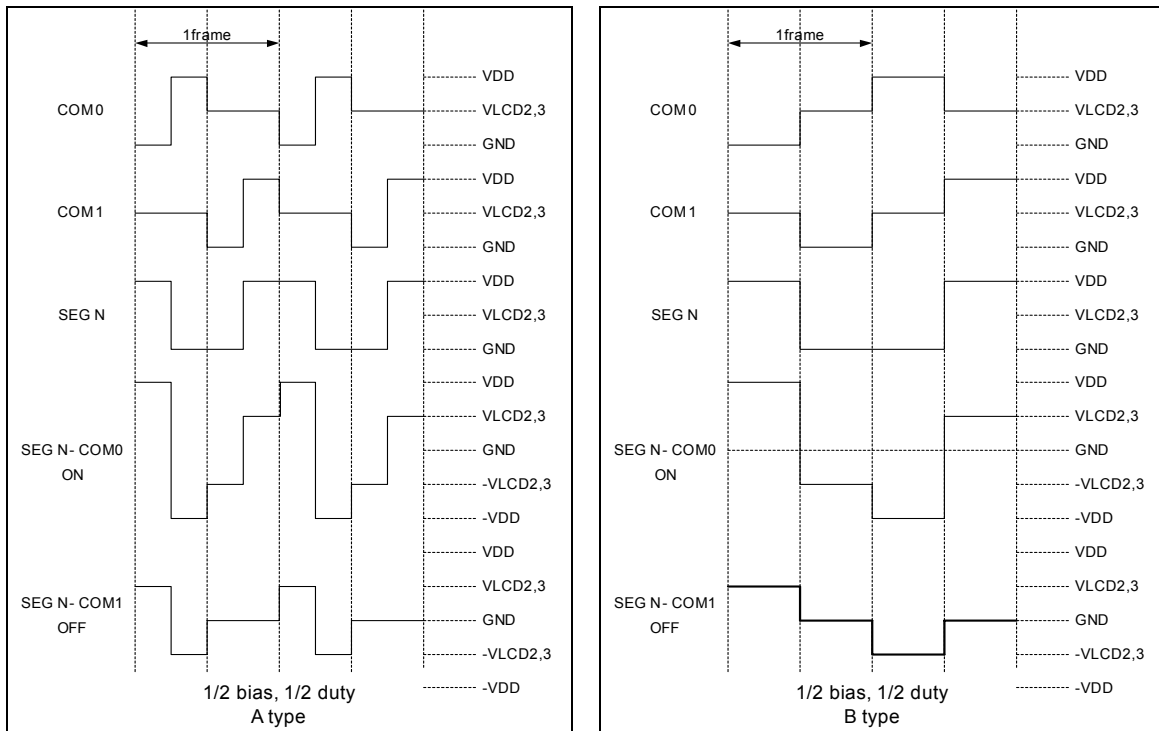 1frame
COM0
VDD
VLCD2,3
GND
COM1
VDD
VLCD2,3
GND
SEG N
VDD
VLCD2,3
GND
SEG N- COM0
ON
VDD
VLCD2,3
GND
-VLCD2,3
-VDD
SEG N- COM1
OFF
VDD
VLCD2,3
GND
-VLCD2,3
-VDD
1/2 bias, 1/2 duty
A type
1frame
COM0
VDD
VLCD2,3
GND
COM1
VDD
VLCD2,3
GND
SEG N
VDD
VLCD2,3
GND
SEG N- COM0
ON
VDD
VLCD2,3
GND
-VLCD2,3
-VDD
SEG N- COM1
OFF
VDD
VLCD2,3
GND
-VLCD2,3
-VDD
1/2 bias, 1/2 duty
B type